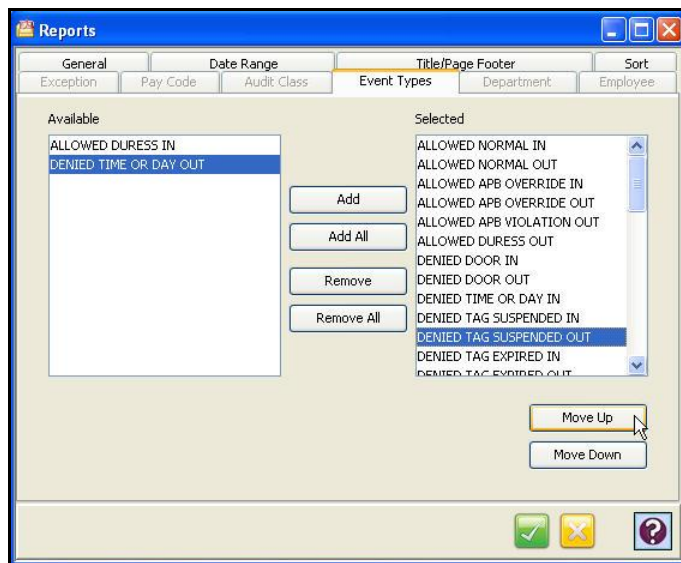 Reports
General Date Range Title/Page Footer Sort
Exception Pay Code Audit Class Event Types Department Employee
Available
ALLOWED DURESS IN
DENIED TIME OR DAY OUT
Add
Add All
Remove
Remove All
Selected
ALLOWED NORMAL IN
ALLOWED NORMAL OUT
ALLOWED APB OVERRIDE IN
ALLOWED APB OVERRIDE OUT
ALLOWED APB VIOLATION OUT
ALLOWED DURESS OUT
DENIED DOOR IN
DENIED DOOR OUT
DENIED TIME OR DAY IN
DENIED TAG SUSPENDED IN
DENIED TAG SUSPENDED OUT
DENIED TAG EXPIRED IN
DENIED TAG EXPIRED OUT
Move Up
Move Down
?